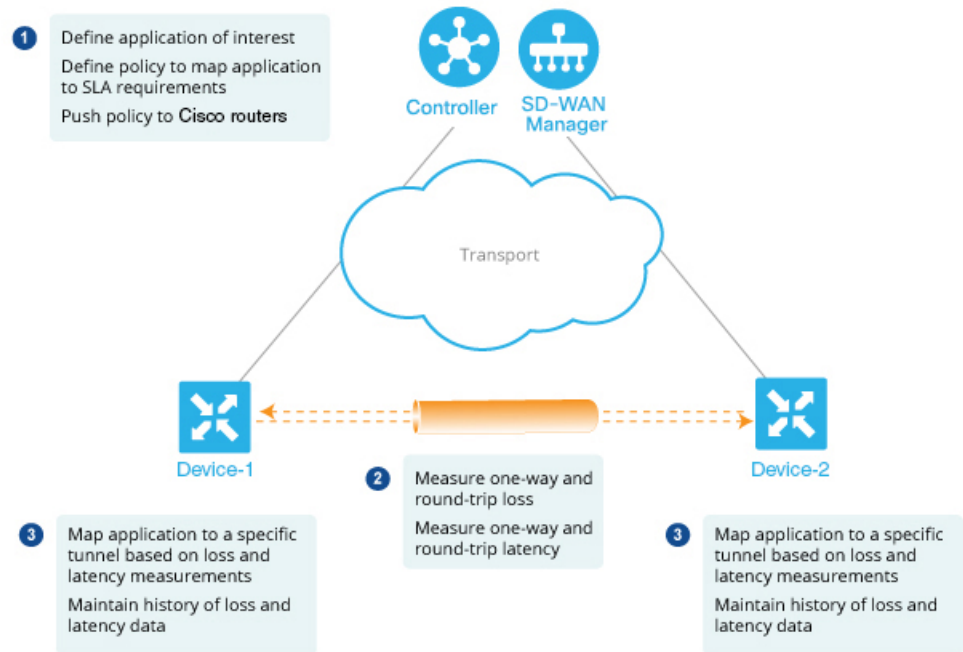 1
Define application of interest
Define policy to map application
to SLA requirements
Push policy to Cisco routers
Controller
SD-WAN
Manager
Transport
Device-1
Device-2
2
Measure one-way and
round-trip loss
Measure one-way and
round-trip latency
3
Map application to a specific
tunnel based on loss and
latency measurements
Maintain history of loss and
latency data
3
Map application to a specific
tunnel based on loss and
latency measurements
Maintain history of loss and
latency data